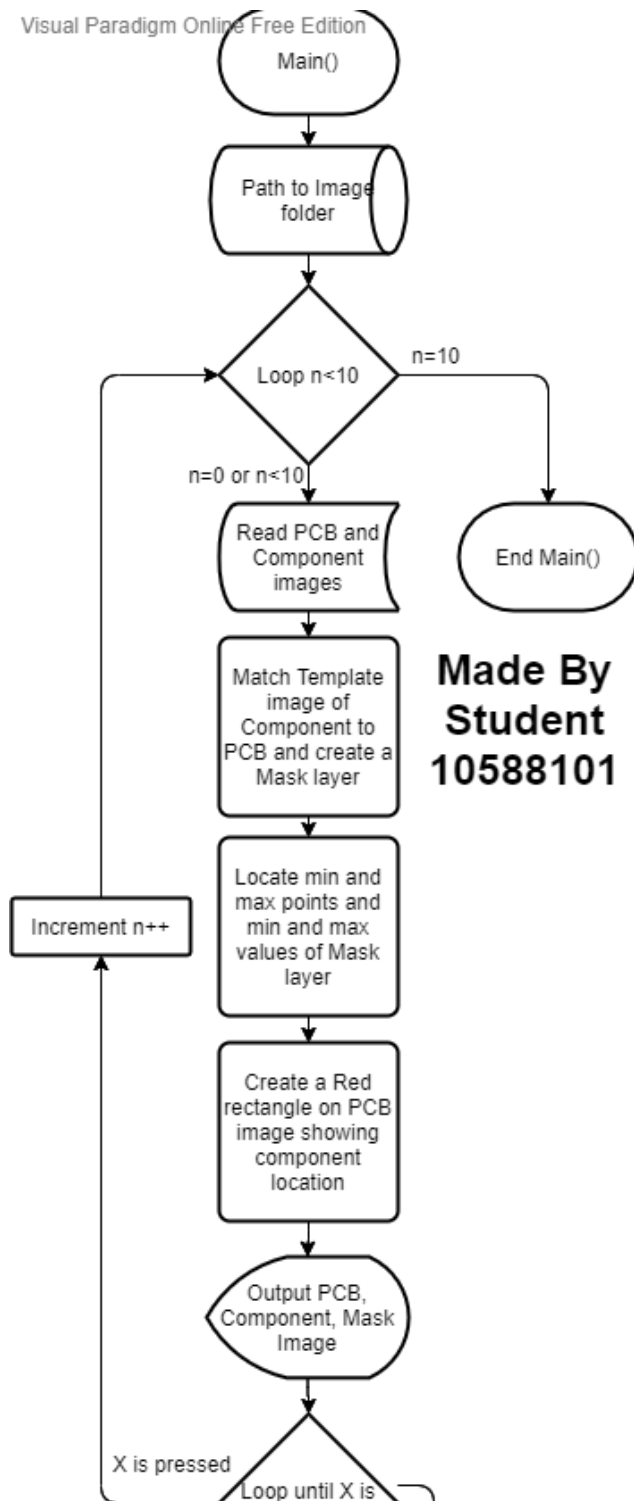 Visual Paradigm Online Free Edition
Main()
Path to Image
folder
Loop n<10
n=10
n=0 or n<10
Read PCB and
Component
images
End Main()
Match Template
image of
Component to
PCB and create a
Mask layer
Made By
Student
10588101
Locate min and
max points and
min and max
values of Mask
layer
Increment n++
Create a Red
rectangle on PCB
image showing
component
location
Output PCB,
Component, Mask
Image
X is pressed
Loop until X is